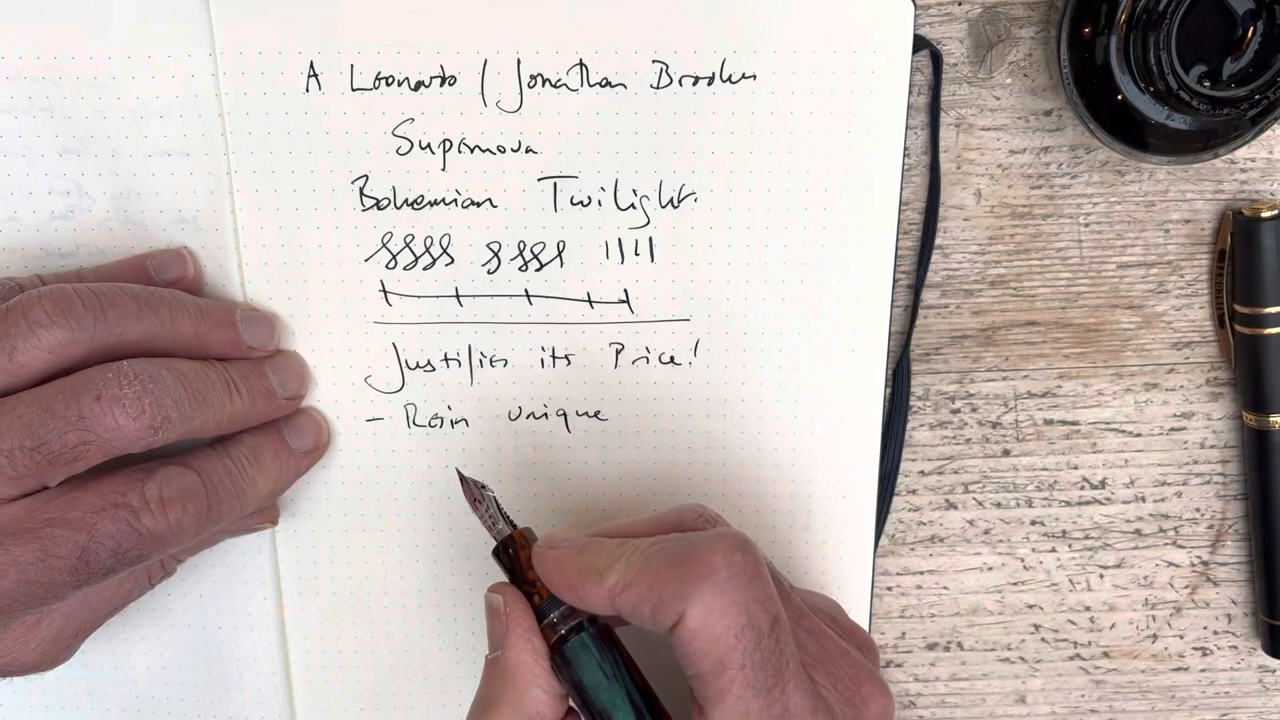 A Leonardo / Jonathan Brooks
Supernova
Bohemian Twilight.
Justifies its Price!
- Resin unique